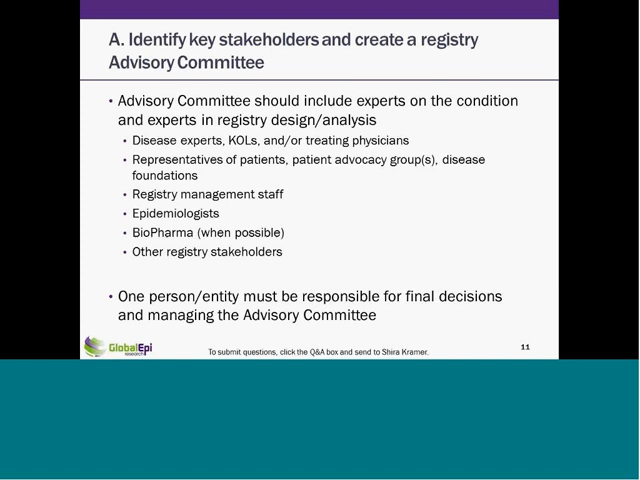 A. Identify key stakeholders and create a registry
Advisory Committee
• Advisory Committee should include experts on the condition
and experts in registry design/analysis
• Disease experts, KOLs, and/or treating physicians
• Representatives of patients, patient advocacy group(s), disease
foundations
• Registry management staff
• Epidemiologists
• BioPharma (when possible)
• Other registry stakeholders
• One person/entity must be responsible for final decisions
and managing the Advisory Committee
GlobalEpi
research
To submit questions, click the Q&A box and send to Shira Kramer.
11